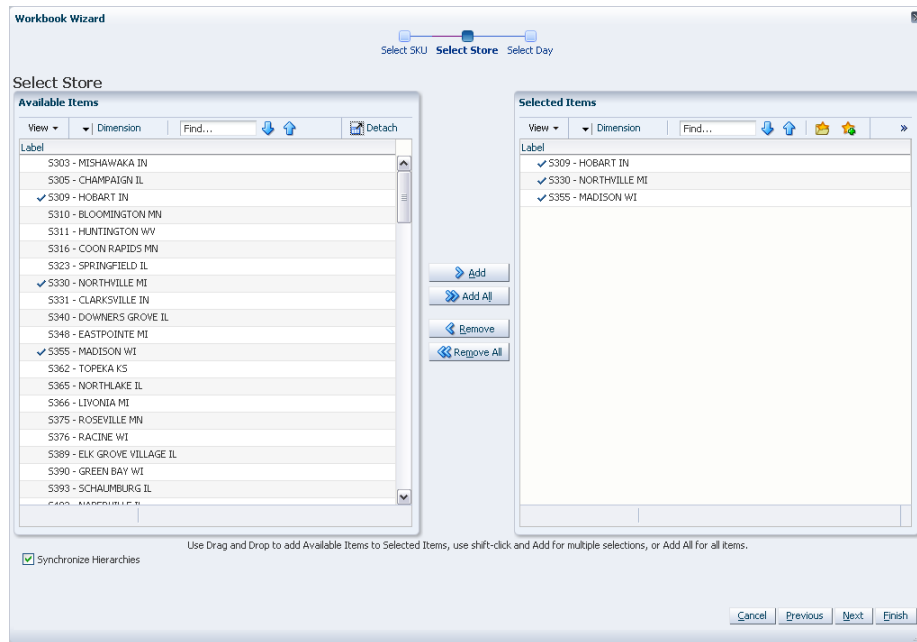 Workbook Wizard
Select SKU Select Store Select Day
Select Store
Available Items
View Dimension Find... Detach
Label
S303 - MISHAWAKA IN
S305 - CHAMPAIGN IL
S309 - HOBART IN
S310 - BLOOMINGTON MN
S311 - HUNTINGTON WV
S316 - COON RAPIDS MN
S323 - SPRINGFIELD IL
S330 - NORTHVILLE MI
S331 - CLARKSVILLE IN
S340 - DOWNERS GROVE IL
S348 - EASTPOINTE MI
S355 - MADISON WI
S362 - TOPEKA KS
S365 - NORTHLAKE IL
S366 - LIVONIA MI
S375 - ROSEVILLE MN
S376 - RACINE WI
S389 - ELK GROVE VILLAGE IL
S390 - GREEN BAY WI
S393 - SCHAUMBURG IL
Add
Add All
Remove
Remove All
Selected Items
View Dimension Find... »
Label
S309 - HOBART IN
S330 - NORTHVILLE MI
S355 - MADISON WI
Use Drag and Drop to add Available Items to Selected Items, use shift-click and Add for multiple selections, or Add All for all items.
Synchronize Hierarchies
Cancel Previous Next Finish